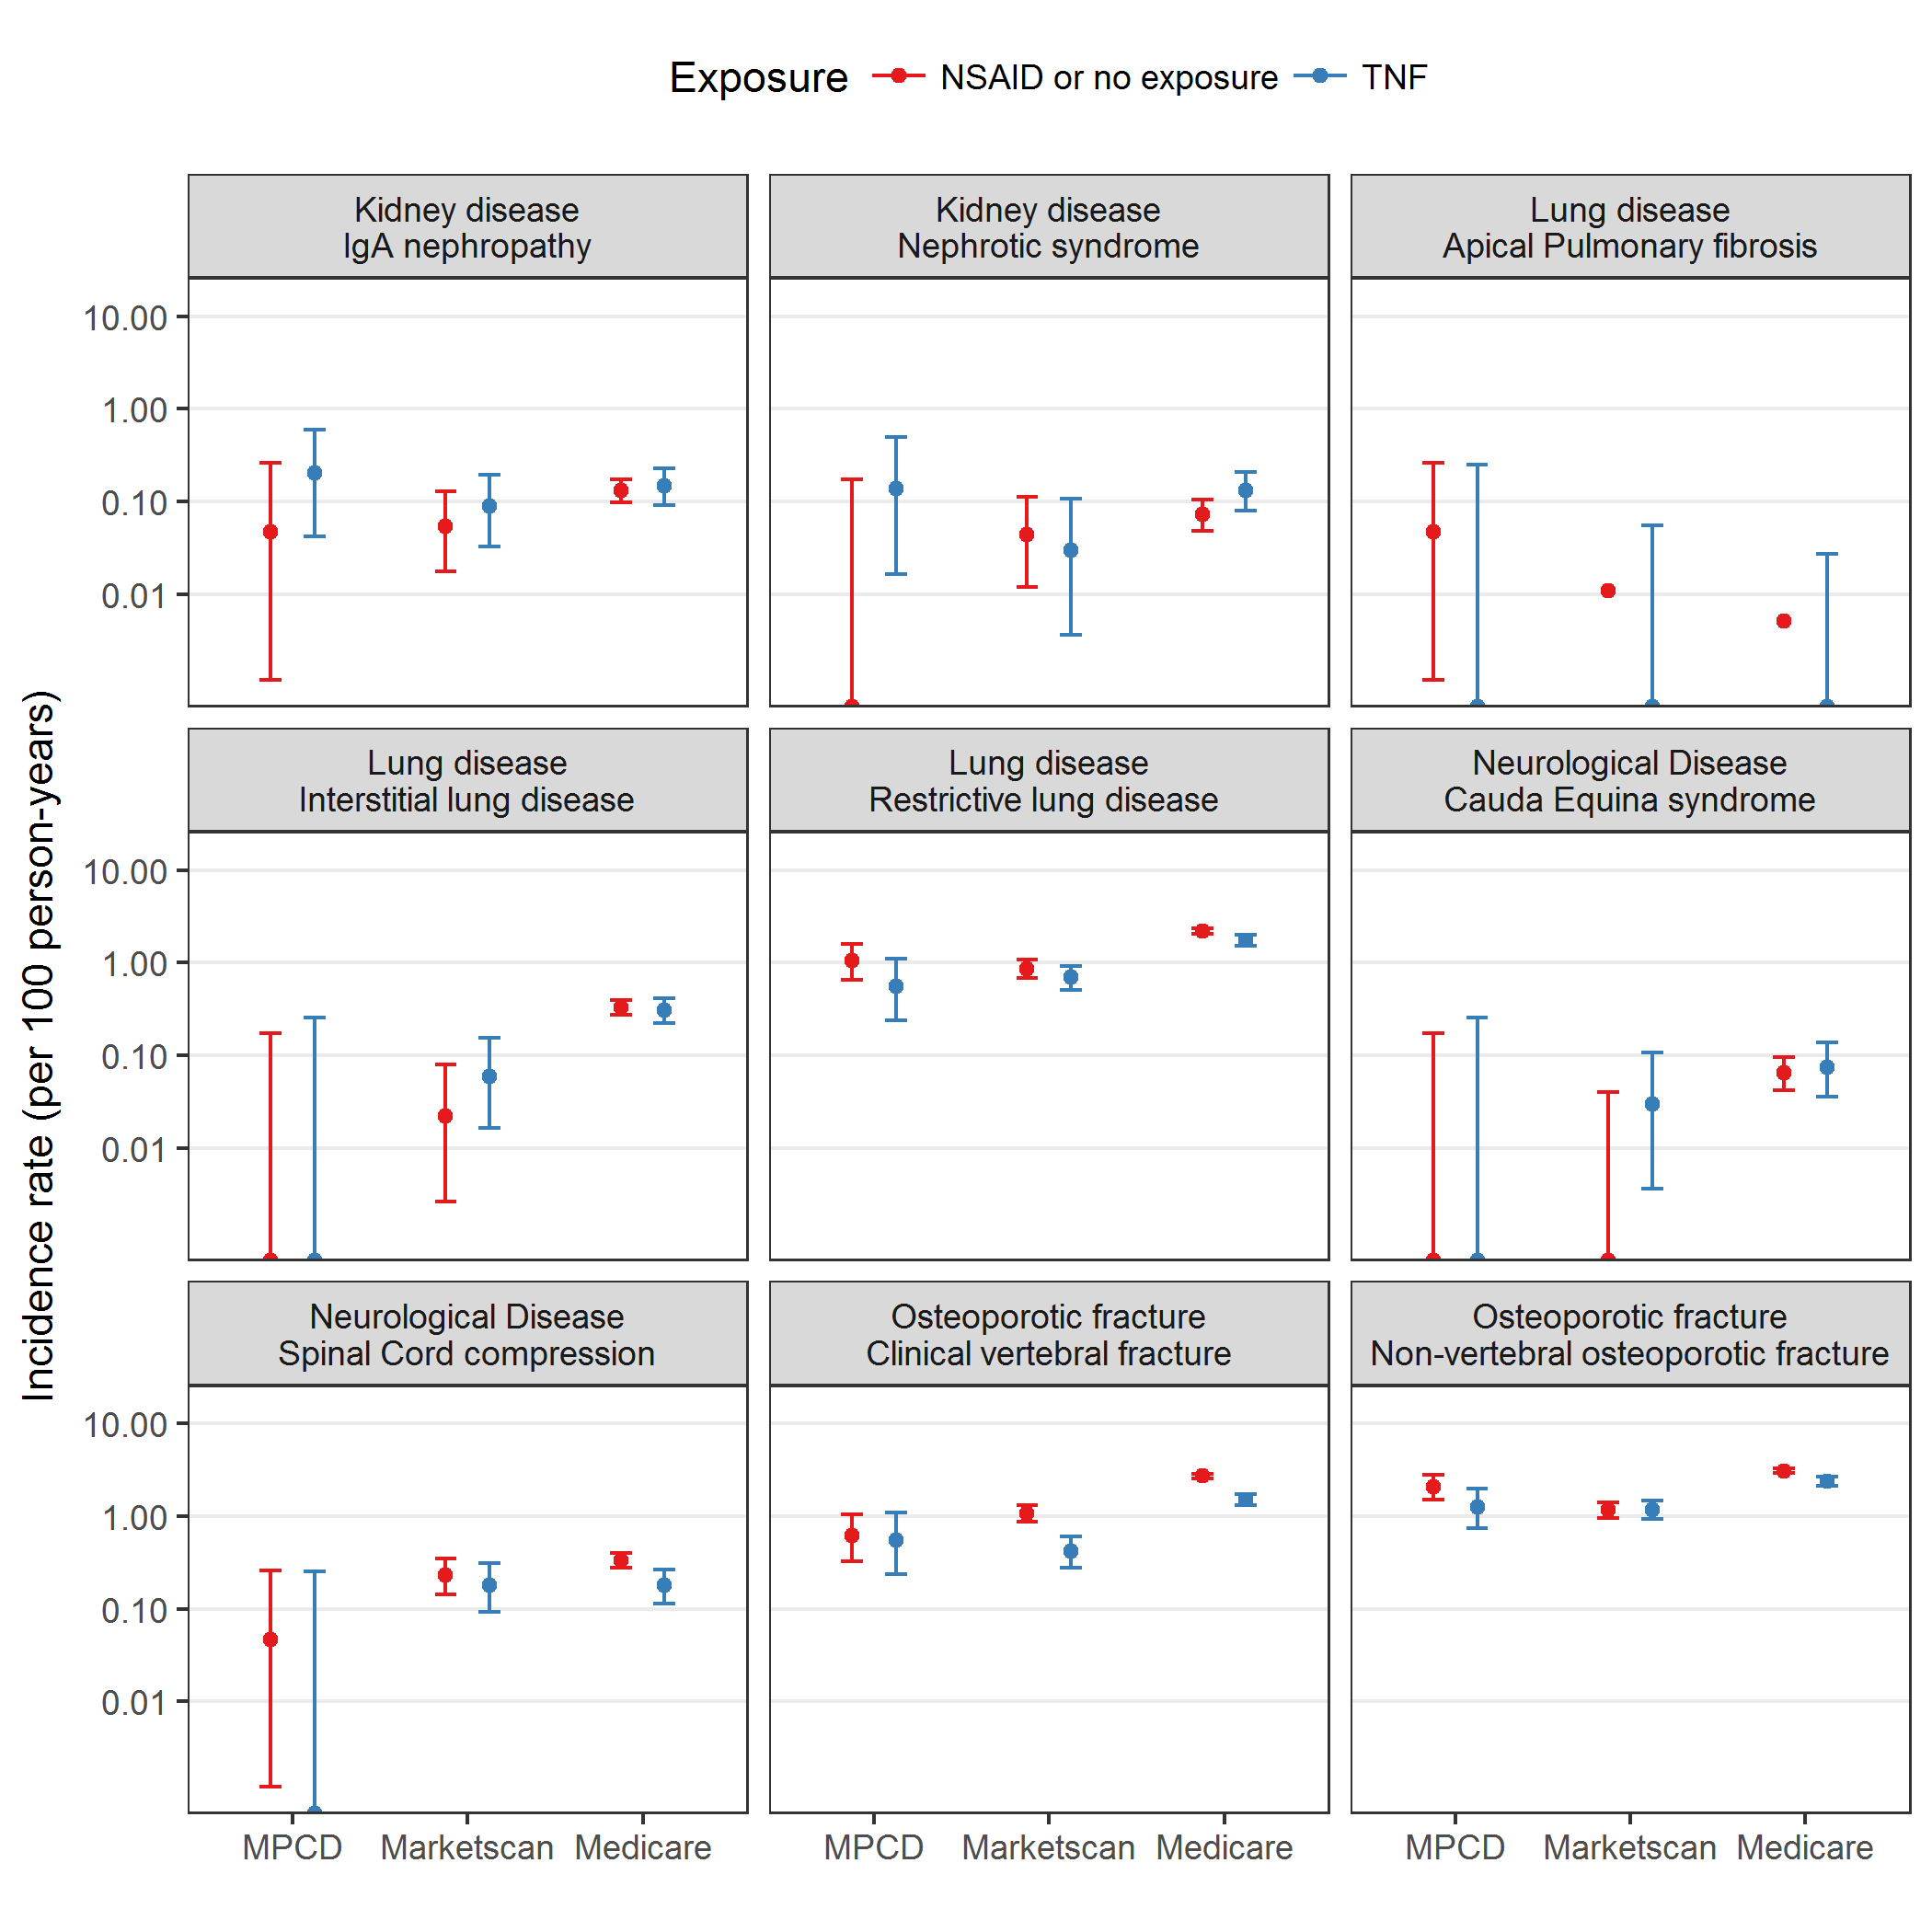 Exposure NSAID or no exposure TNF
Kidney disease
IgA nephropathy
Kidney disease
Nephrotic syndrome
Lung disease
Apical Pulmonary fibrosis
10.00
1.00
0.10
0.01
Lung disease
Interstitial lung disease
Lung disease
Restrictive lung disease
Neurological Disease
Cauda Equina syndrome
10.00
1.00
0.10
0.01
Neurological Disease
Spinal Cord compression
Osteoporotic fracture
Clinical vertebral fracture
Osteoporotic fracture
Non-vertebral osteoporotic fracture
10.00
1.00
0.10
0.01
MPCD Marketscan Medicare
MPCD Marketscan Medicare
MPCD Marketscan Medicare
Incidence rate (per 100 person-years)